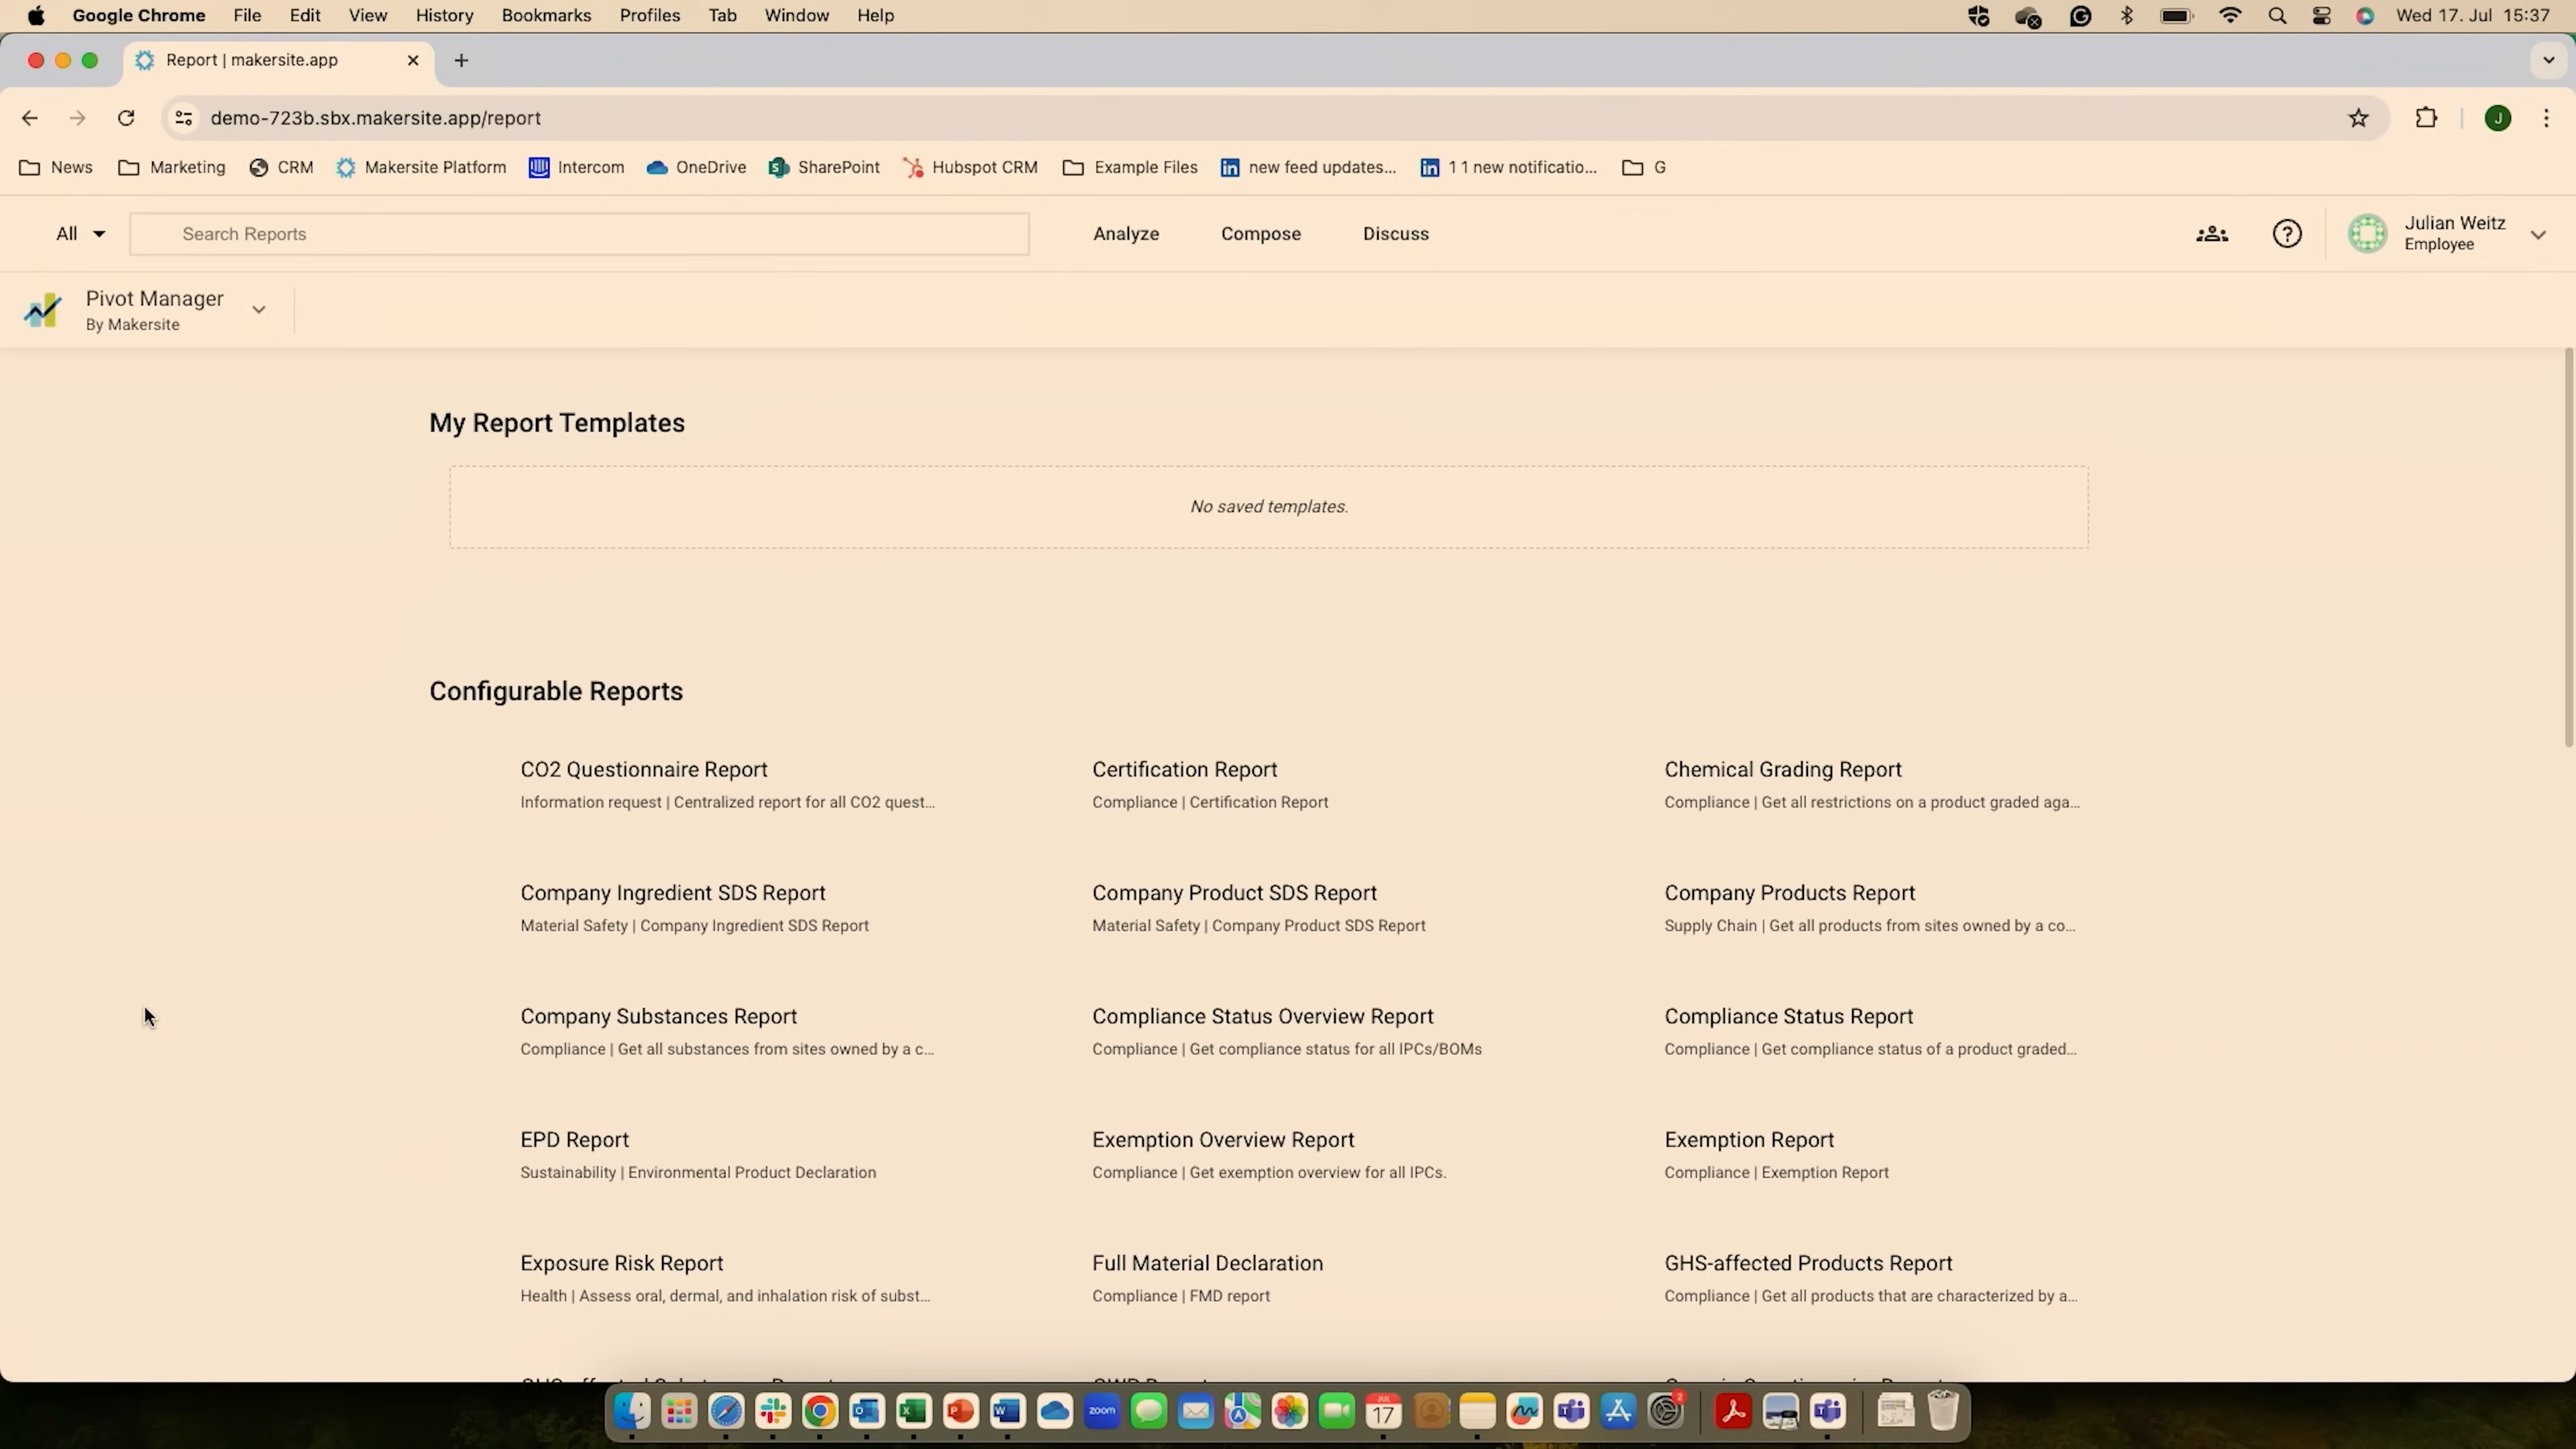 Google Chrome File Edit View History Bookmarks Profiles Tab Window Help Wed 17. Jul 15:37
Report | makersite.app
demo-723b.sbx.makersite.app/report J
News Marketing CRM Makersite Platform Intercom OneDrive SharePoint Hubspot CRM Example Files new feed updates... 1 1 new notificatio... G
All Search Reports Analyze Compose Discuss Julian Weitz
Employee
Pivot Manager
By Makersite
My Report Templates
No saved templates.
Configurable Reports
CO2 Questionnaire Report Certification Report Chemical Grading Report
Information request | Centralized report for all CO2 quest... Compliance | Certification Report Compliance | Get all restrictions on a product graded aga...
Company Ingredient SDS Report Company Product SDS Report Company Products Report
Material Safety | Company Ingredient SDS Report Material Safety | Company Product SDS Report Supply Chain | Get all products from sites owned by a co...
Company Substances Report Compliance Status Overview Report Compliance Status Report
Compliance | Get all substances from sites owned by a c... Compliance | Get compliance status for all IPCs/BOMs Compliance | Get compliance status of a product graded...
EPD Report Exemption Overview Report Exemption Report
Sustainability | Environmental Product Declaration Compliance | Get exemption overview for all IPCs. Compliance | Exemption Report
Exposure Risk Report Full Material Declaration GHS-affected Products Report
Health | Assess oral, dermal, and inhalation risk of subst... Compliance | FMD report Compliance | Get all products that are characterized by a...
zoom JUL 17 2